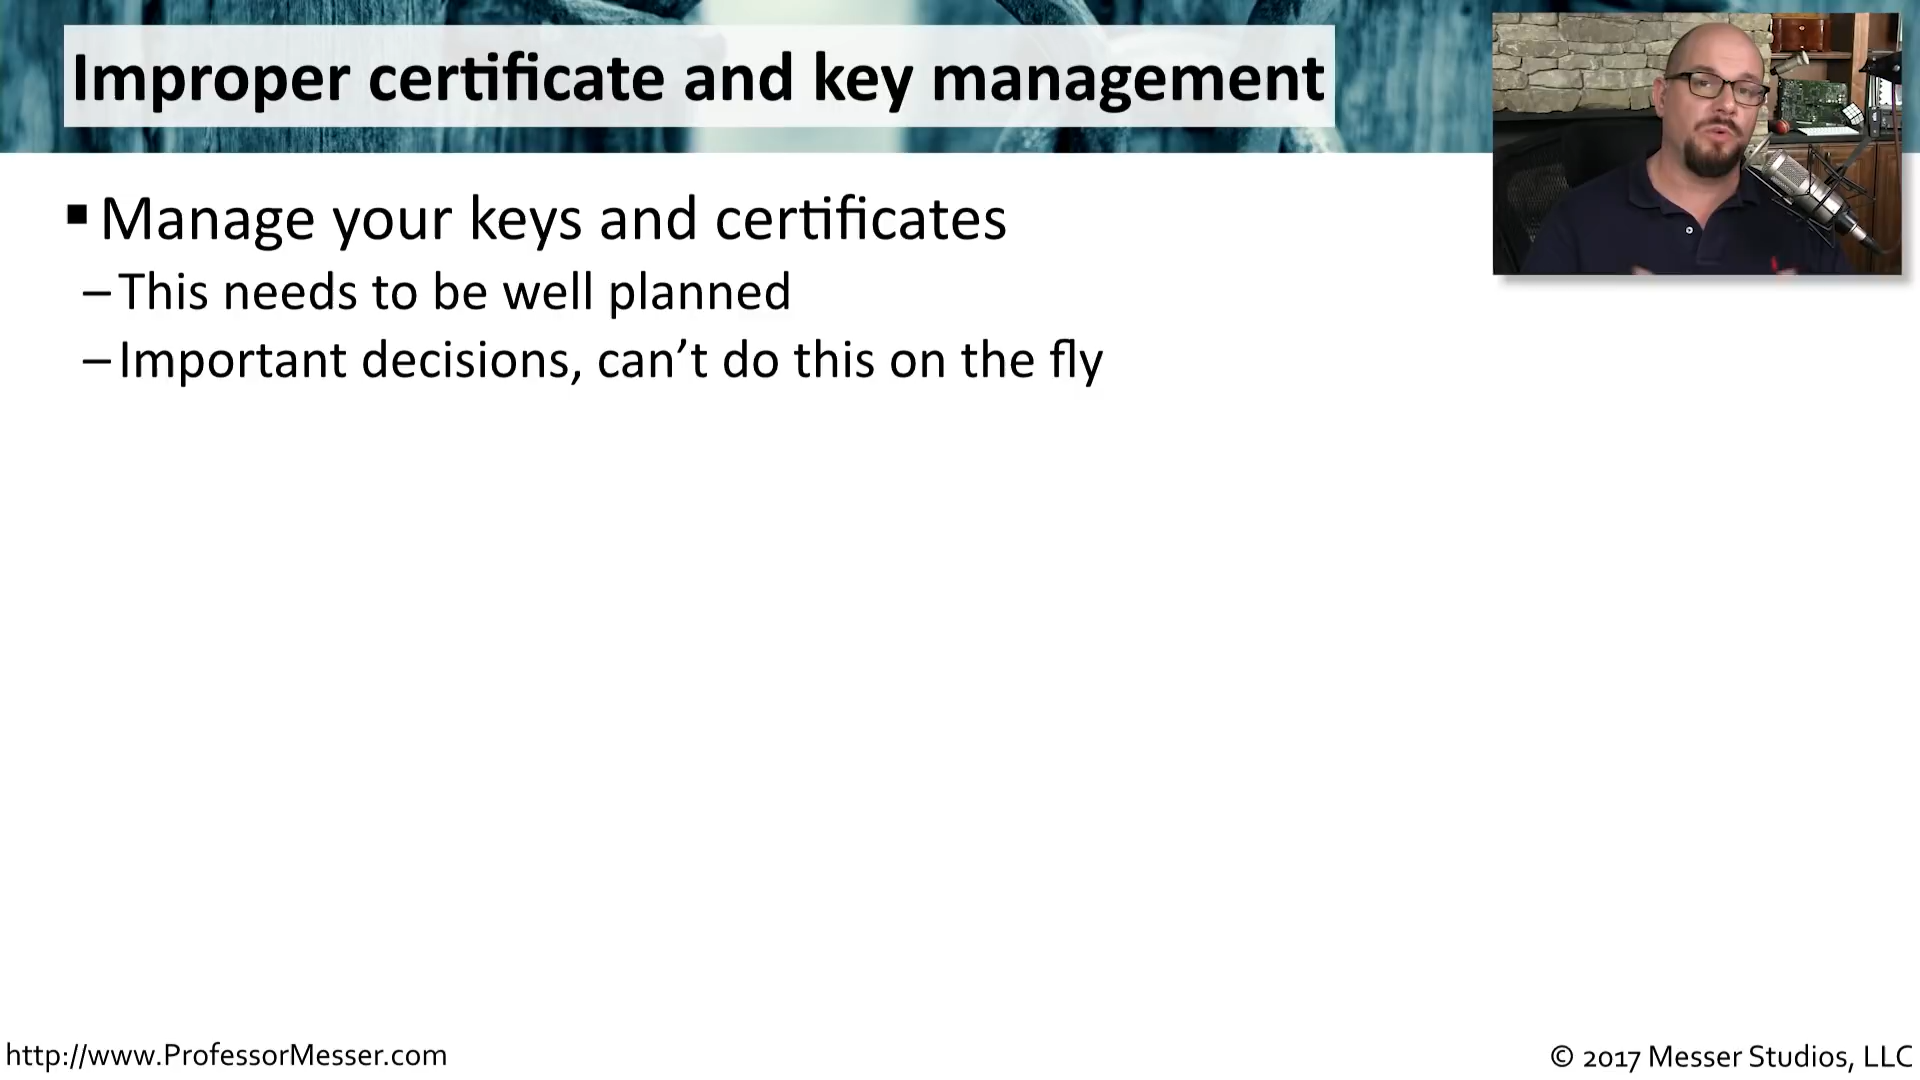 Improper certificate and key management
▪ Manage your keys and certificates
– This needs to be well planned
– Important decisions, can’t do this on the fly
http://www.ProfessorMesser.com
© 2017 Messer Studios, LLC